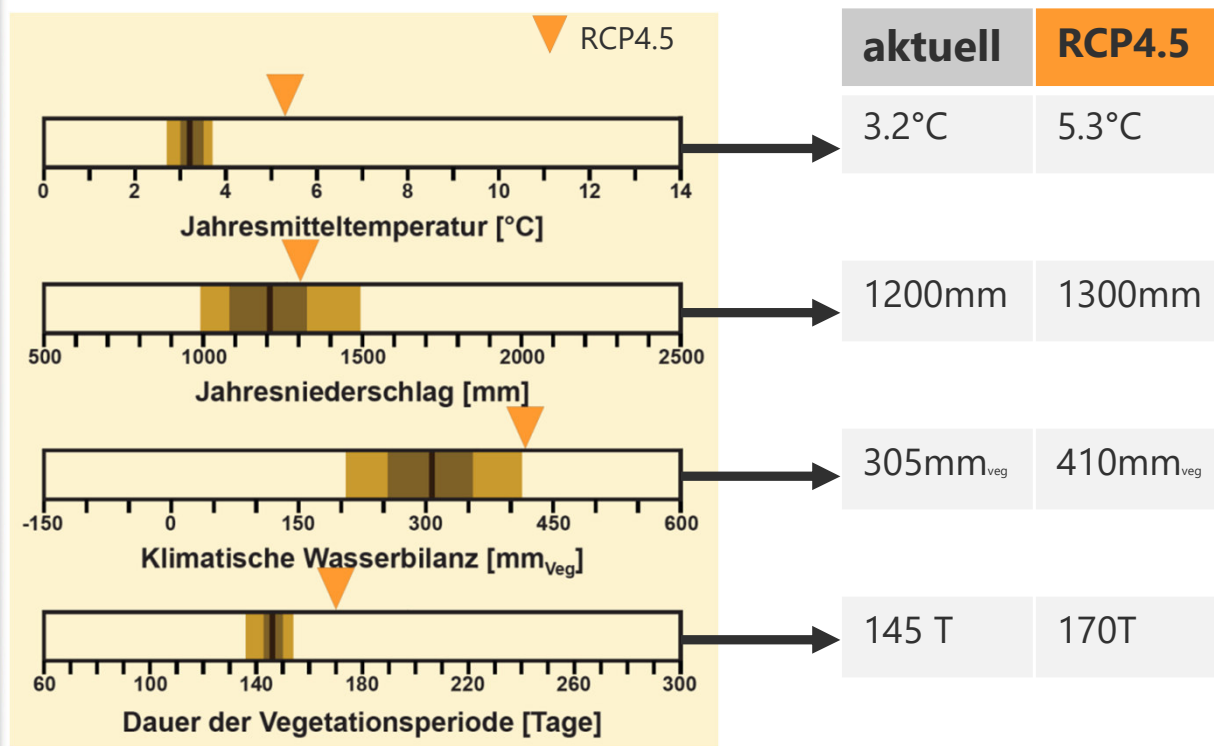 RCP4.5
aktuell RCP4.5
0 2 4 6 8 10 12 14
Jahresmitteltemperatur [°C]
3.2°C 5.3°C
500 1000 1500 2000 2500
Jahresniederschlag [mm]
1200mm 1300mm
-150 0 150 300 450 600
Klimatische Wasserbilanz [mmVeg]
305mmveg 410mmveg
60 100 140 180 220 260 300
Dauer der Vegetationsperiode [Tage]
145 T 170T